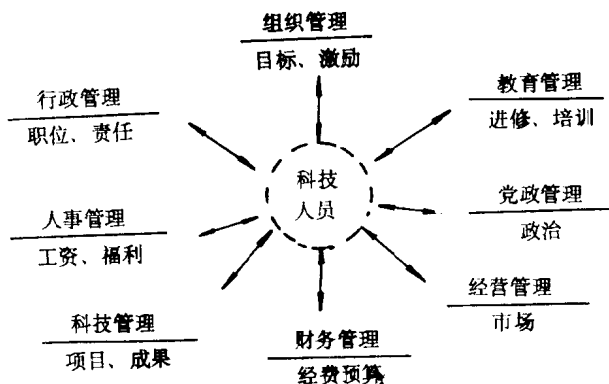 组织管理
目标、激励
行政管理
职位、责任
教育管理
进修、培训
科技
人员
人事管理
工资、福利
党政管理
政治
科技管理
项目、成果
财务管理
经费预算
经营管理
市场